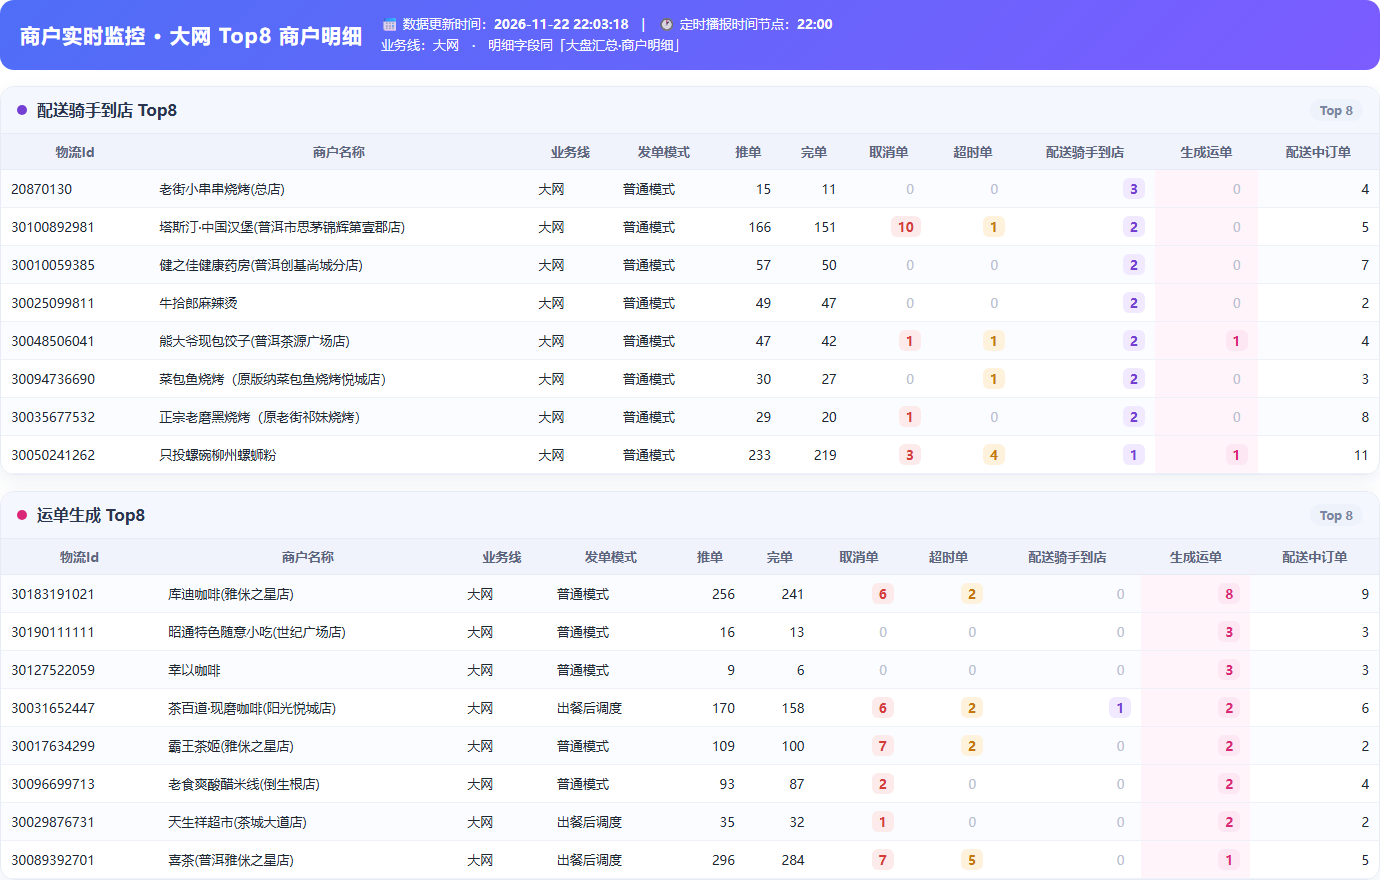 商户实时监控 • 大网 Top8 商户明细
数据更新时间：2026-11-22 22:03:18 | 定时播报时间节点：22:00
业务线：大网 · 明细字段同「大盘汇总·商户明细」
配送骑手到店 Top8 Top 8
物流Id 商户名称 业务线 发单模式 推单 完单 取消单 超时单 配送骑手到店 生成运单 配送中订单
20870130 老街小串串烧烤(总店) 大网 普通模式 15 11 0 0 3 0 4
30100892981 塔斯汀·中国汉堡(普洱市思茅锦辉第壹郡店) 大网 普通模式 166 151 10 1 2 0 5
30010059385 健之佳健康药房(普洱创基尚城分店) 大网 普通模式 57 50 0 0 2 0 7
30025099811 牛拾郎麻辣烫 大网 普通模式 49 47 0 0 2 0 2
30048506041 熊大爷现包饺子(普洱茶源广场店) 大网 普通模式 47 42 1 1 2 1 4
30094736690 菜包鱼烧烤（原版纳菜包鱼烧烤悦城店） 大网 普通模式 30 27 0 1 2 0 3
30035677532 正宗老磨黑烧烤（原老街祁妹烧烤） 大网 普通模式 29 20 1 0 2 0 8
30050241262 只投螺碗柳州螺蛳粉 大网 普通模式 233 219 3 4 1 1 11
运单生成 Top8 Top 8
物流Id 商户名称 业务线 发单模式 推单 完单 取消单 超时单 配送骑手到店 生成运单 配送中订单
30183191021 库迪咖啡(雅侎之星店) 大网 普通模式 256 241 6 2 0 8 9
30190111111 昭通特色随意小吃(世纪广场店) 大网 普通模式 16 13 0 0 0 3 3
30127522059 幸以咖啡 大网 普通模式 9 6 0 0 0 3 3
30031652447 茶百道·现磨咖啡(阳光悦城店) 大网 出餐后调度 170 158 6 2 1 2 6
30017634299 霸王茶姬(雅侎之星店) 大网 普通模式 109 100 7 2 0 2 2
30096699713 老食爽酸醋米线(倒生根店) 大网 普通模式 93 87 2 0 0 2 4
30029876731 天生祥超市(茶城大道店) 大网 出餐后调度 35 32 1 0 0 2 2
30089392701 喜茶(普洱雅侎之星店) 大网 出餐后调度 296 284 7 5 0 1 5